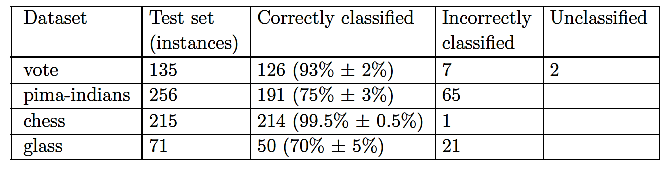 Dataset Test set Correctly classified Incorrectly Unclassified
(instances) classified
vote 135 126 (93% ± 2%) 7 2
pima-indians 256 191 (75% ± 3%) 65
chess 215 214 (99.5% ± 0.5%) 1
glass 71 50 (70% ± 5%) 21